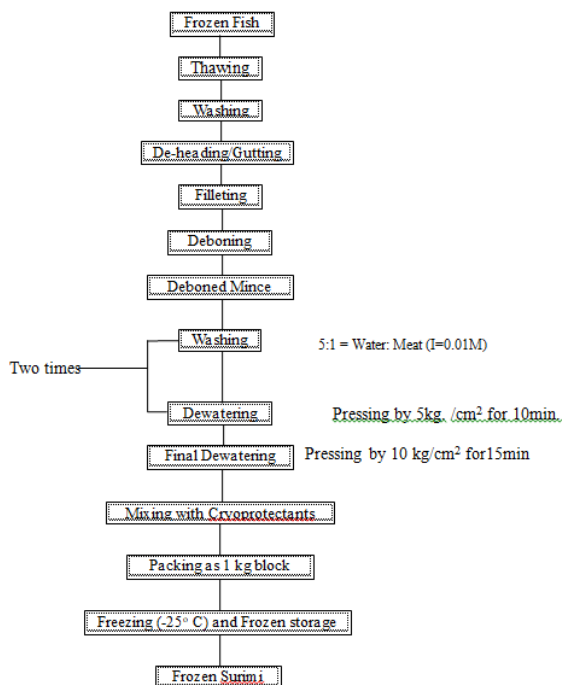 Frozen Fish
Thawing
Washing
De-heading/Gutting
Filleting
Deboning
Deboned Mince
Washing
5:1 = Water: Meat (I=0.01M)
Two times
Dewatering
Pressing by 5kg. /cm² for 10min.
Final Dewatering
Pressing by 10 kg/cm² for15min
Mixing with Cryoprotectants
Packing as 1 kg block
Freezing (-25° C) and Frozen storage
Frozen Surimi